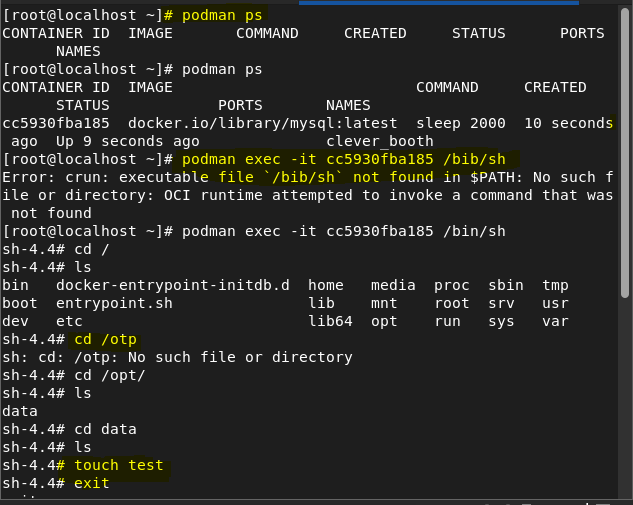 [root@localhost ~]# podman ps
CONTAINER ID  IMAGE       COMMAND     CREATED     STATUS      PORTS
      NAMES
[root@localhost ~]# podman ps
CONTAINER ID  IMAGE                           COMMAND     CREATED
      STATUS            PORTS       NAMES
cc5930fba185  docker.io/library/mysql:latest  sleep 2000  10 seconds
 ago  Up 9 seconds ago              clever_booth
[root@localhost ~]# podman exec -it cc5930fba185 /bib/sh
Error: crun: executable file `/bib/sh` not found in $PATH: No such f
ile or directory: OCI runtime attempted to invoke a command that was
 not found
[root@localhost ~]# podman exec -it cc5930fba185 /bin/sh
sh-4.4# cd /
sh-4.4# ls
bin   docker-entrypoint-initdb.d  home   media  proc  sbin  tmp
boot  entrypoint.sh               lib    mnt    root  srv   usr
dev   etc                         lib64  opt    run   sys   var
sh-4.4# cd /otp
sh: cd: /otp: No such file or directory
sh-4.4# cd /opt/
sh-4.4# ls
data
sh-4.4# cd data
sh-4.4# ls
sh-4.4# touch test
sh-4.4# exit